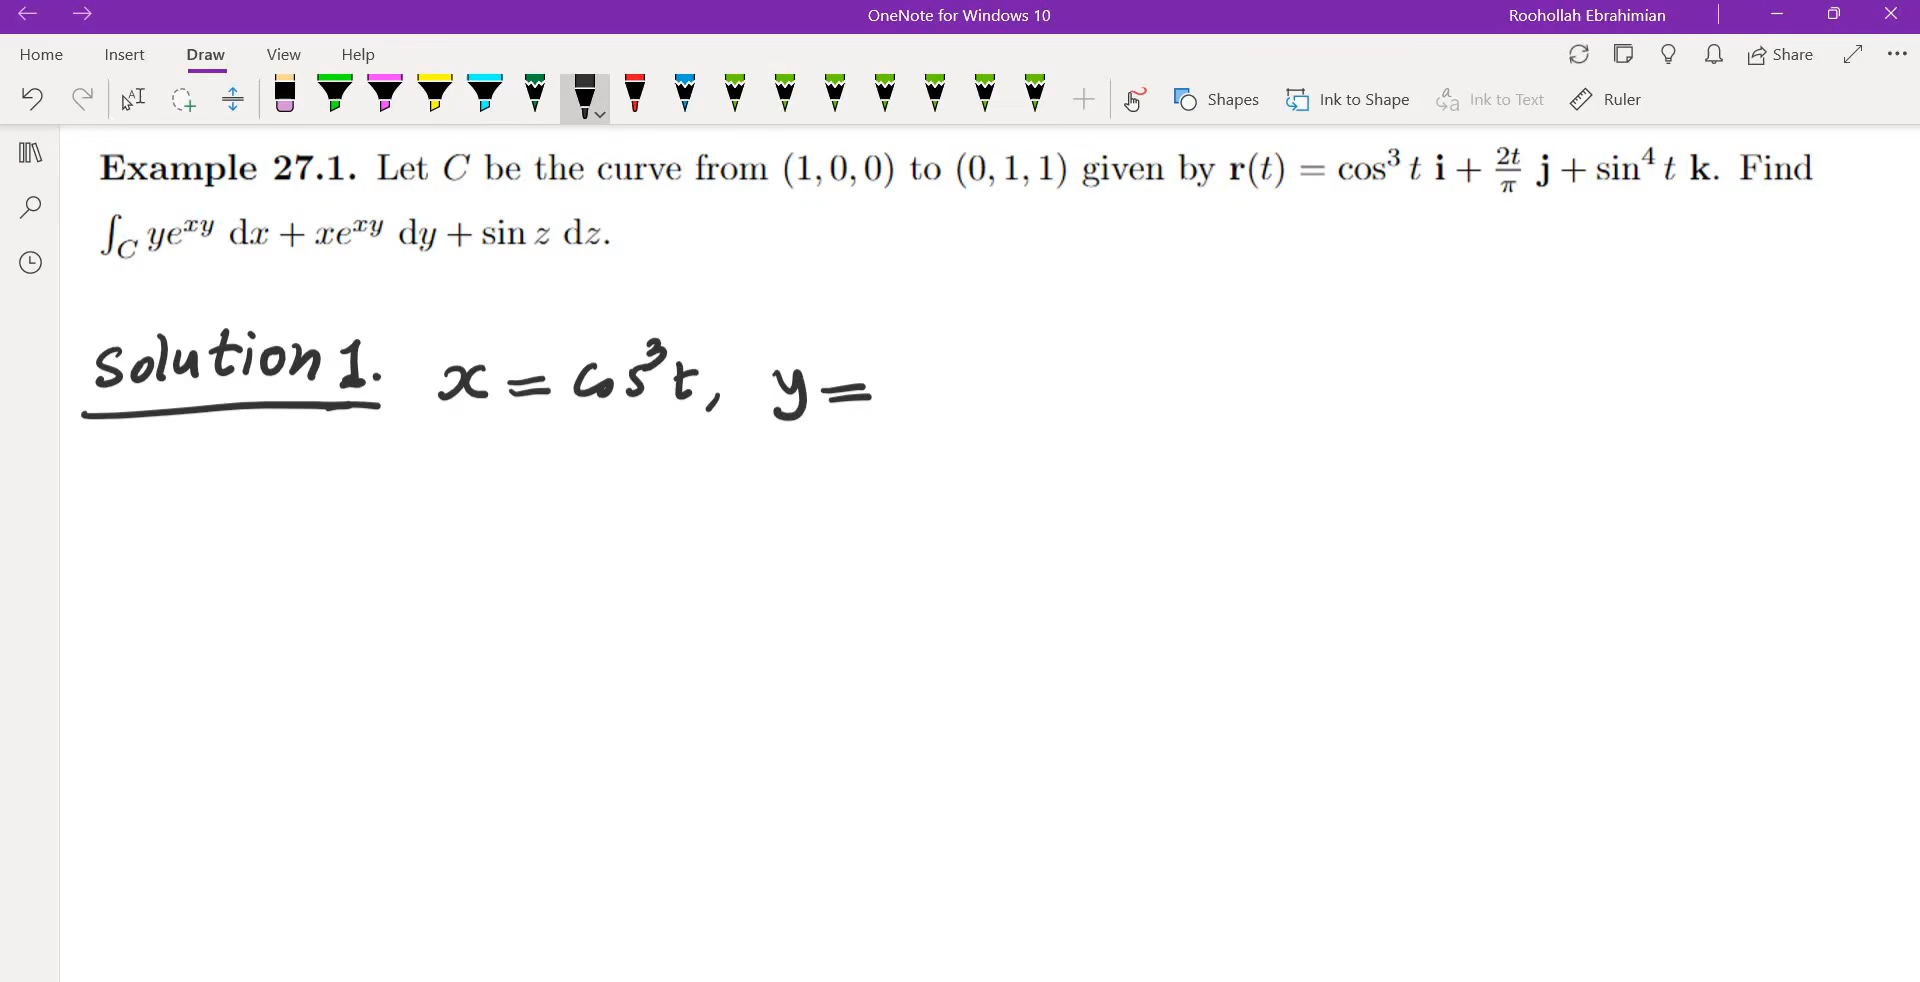 OneNote for Windows 10
Roohollah Ebrahimian
Home Insert Draw View Help
Share
Shapes Ink to Shape Ink to Text Ruler
Example 27.1. Let C be the curve from (1, 0, 0) to (0, 1, 1) given by r(t) = cos³ t i + 2t/π j + sin⁴ t k. Find
∫_C ye^{xy} dx + xe^{xy} dy + sin z dz.
Solution 1. x = cos³t, y =